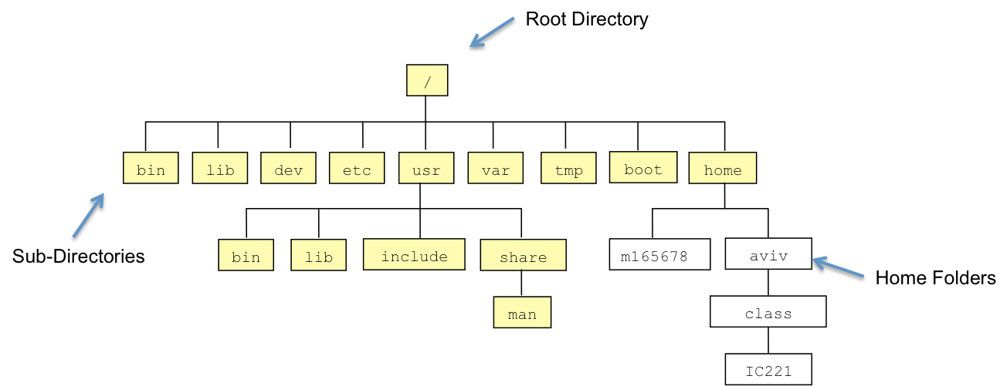 Root Directory
/
bin lib dev etc usr var tmp boot home
bin lib include share m165678 aviv
Sub-Directories
Home Folders
man class
IC221